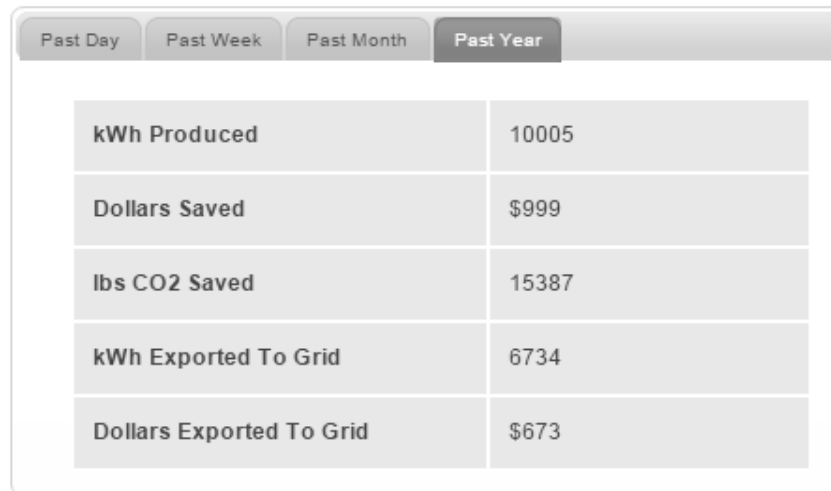 Past Day Past Week Past Month Past Year
kWh Produced 10005
Dollars Saved $999
lbs CO2 Saved 15387
kWh Exported To Grid 6734
Dollars Exported To Grid $673